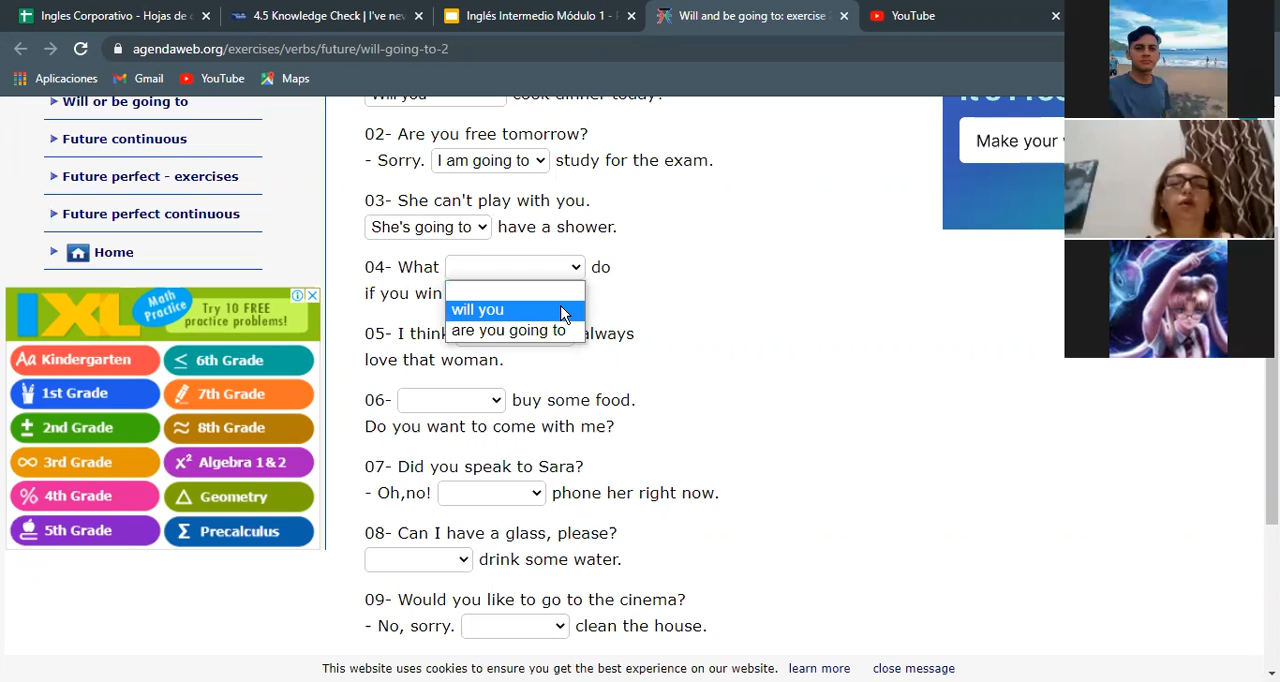 Ingles Corporativo - Hojas de c
4.5 Knowledge Check | I've nev
Inglés Intermedio Módulo 1 - P
Will and be going to: exercise 2
YouTube
agendaweb.org/exercises/verbs/future/will-going-to-2
Aplicaciones
Gmail
YouTube
Maps
Will or be going to
Future continuous
Future perfect - exercises
Future perfect continuous
Home
IXL
Math Practice
Try 10 FREE
practice problems!
Aa Kindergarten
6th Grade
1st Grade
7th Grade
2nd Grade
8th Grade
3rd Grade
x² Algebra 1&2
4th Grade
Geometry
5th Grade
Precalculus
Will you cook dinner today?
02- Are you free tomorrow?
- Sorry. I am going to study for the exam.
03- She can't play with you.
She's going to have a shower.
04- What do
if you win
will you
are you going to
05- I think always
love that woman.
06- buy some food.
Do you want to come with me?
07- Did you speak to Sara?
- Oh,no! phone her right now.
08- Can I have a glass, please?
drink some water.
09- Would you like to go to the cinema?
- No, sorry. clean the house.
Make your
This website uses cookies to ensure you get the best experience on our website. learn more close message